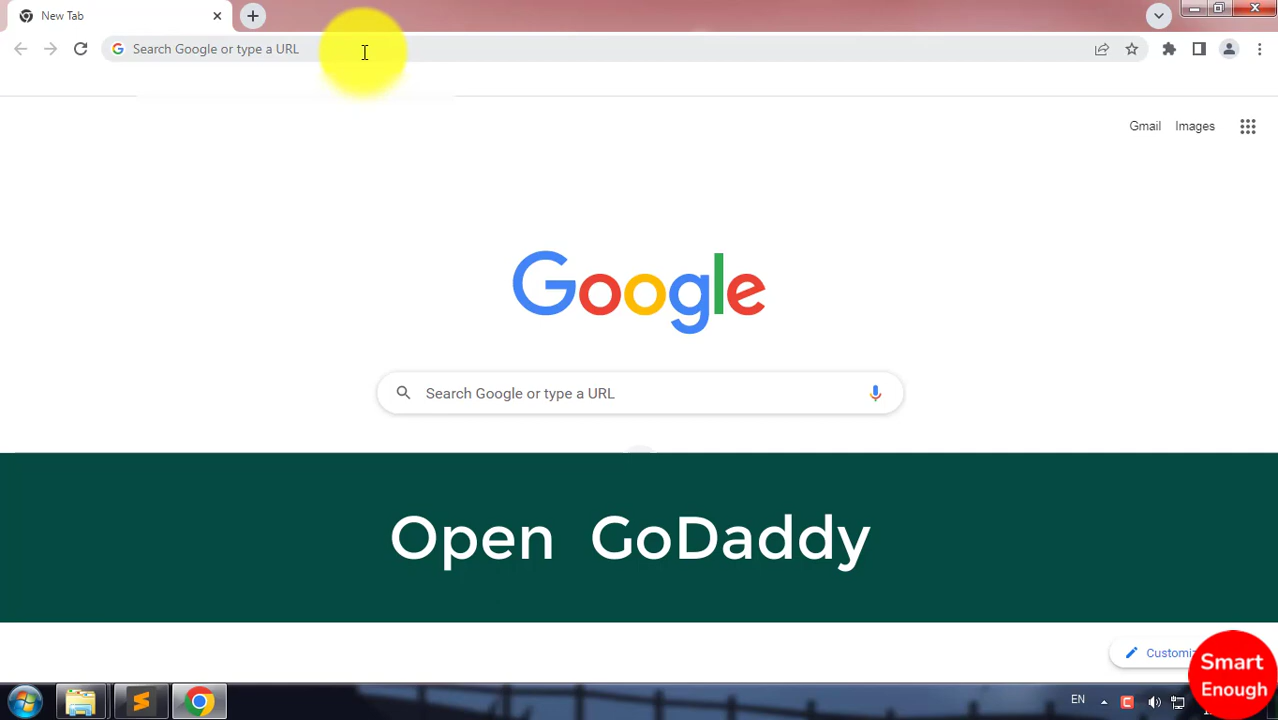 New Tab
Search Google or type a URL
Gmail Images
Google
Search Google or type a URL
Open GoDaddy
Smart
Enough
EN